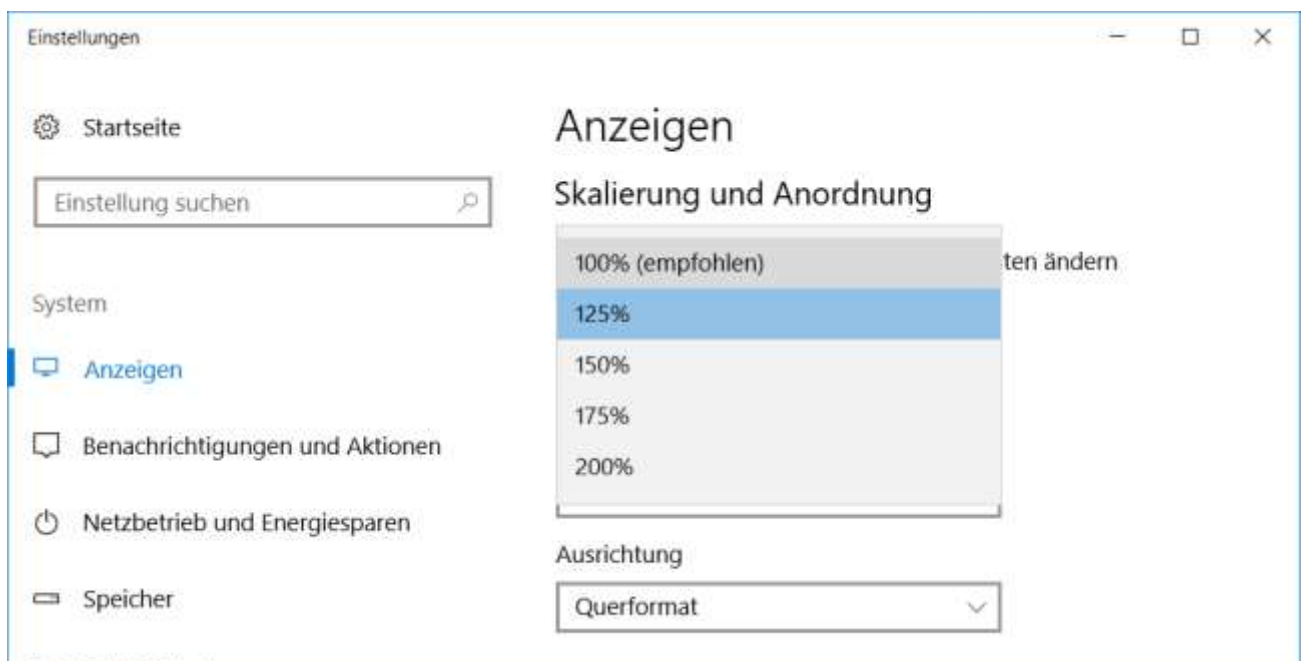 Einstellungen
Startseite
Einstellung suchen
System
Anzeigen
Benachrichtigungen und Aktionen
Netzbetrieb und Energiesparen
Speicher
Anzeigen
Skalierung und Anordnung
100% (empfohlen)
ten ändern
125%
150%
175%
200%
Ausrichtung
Querformat